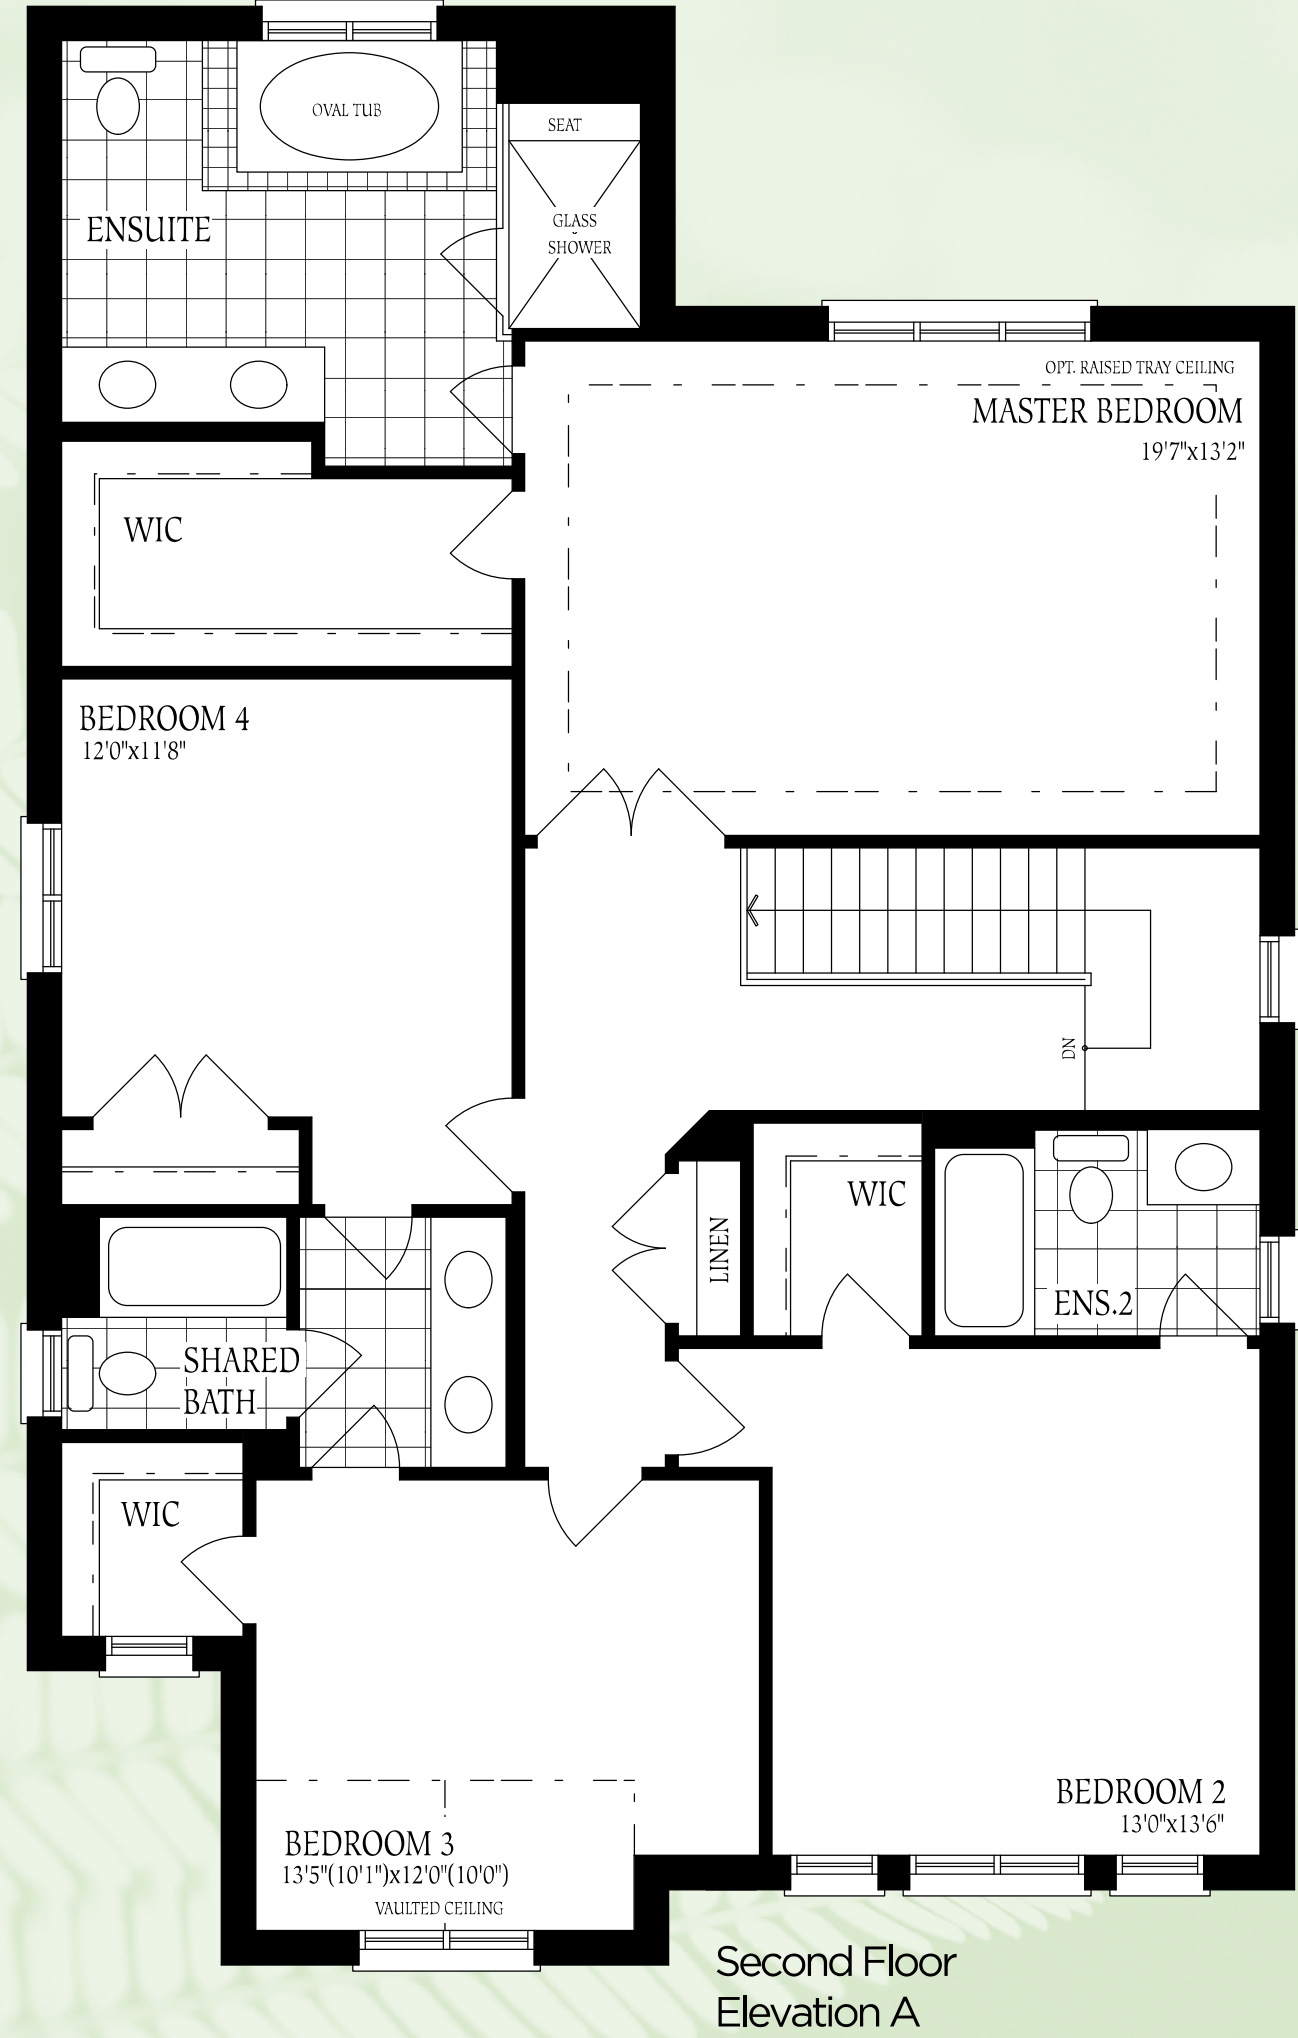 OVAL TUB
SEAT
GLASS
SHOWER
ENSUITE
OPT. RAISED TRAY CEILING
MASTER BEDROOM
19'7"x13'2"
WIC
BEDROOM 4
12'0"x11'8"
DN
WIC
LINEN
ENS.2
SHARED
BATH
WIC
BEDROOM 2
13'0"x13'6"
BEDROOM 3
13'5"(10'1")x12'0"(10'0")
VAULTED CEILING
Second Floor
Elevation A